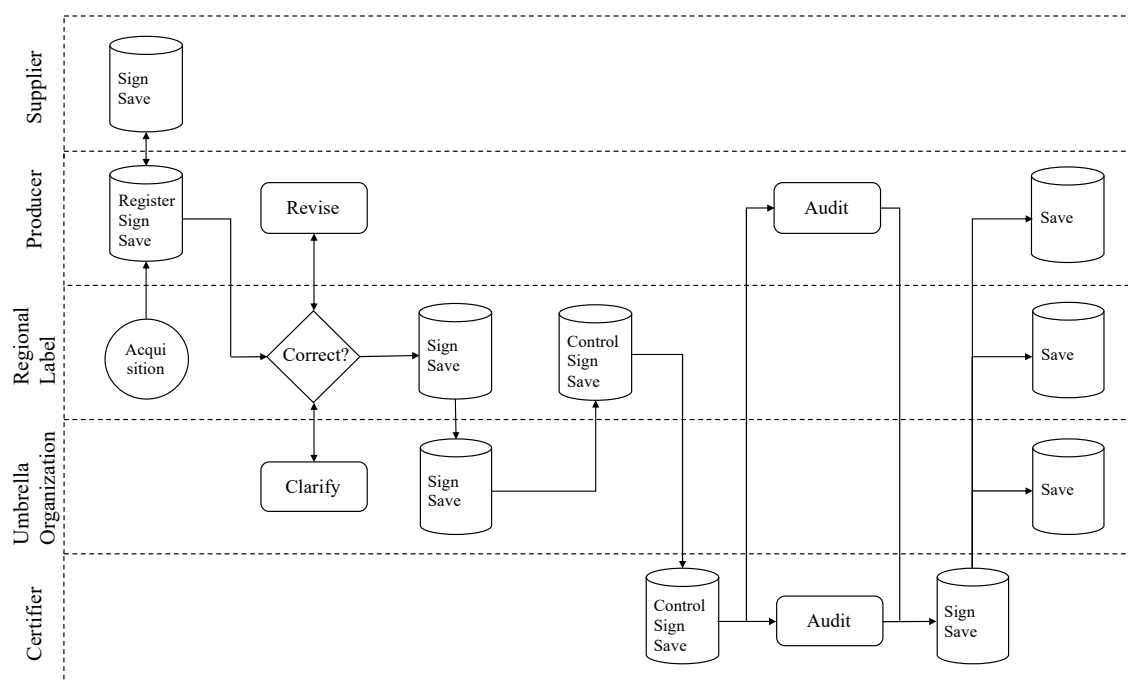 Supplier
Sign
Save
Producer
Register
Sign
Save
Revise
Audit
Save
Regional
Label
Acqui
sition
Correct?
Sign
Save
Control
Sign
Save
Save
Umbrella
Organization
Clarify
Sign
Save
Save
Certifier
Control
Sign
Save
Audit
Sign
Save